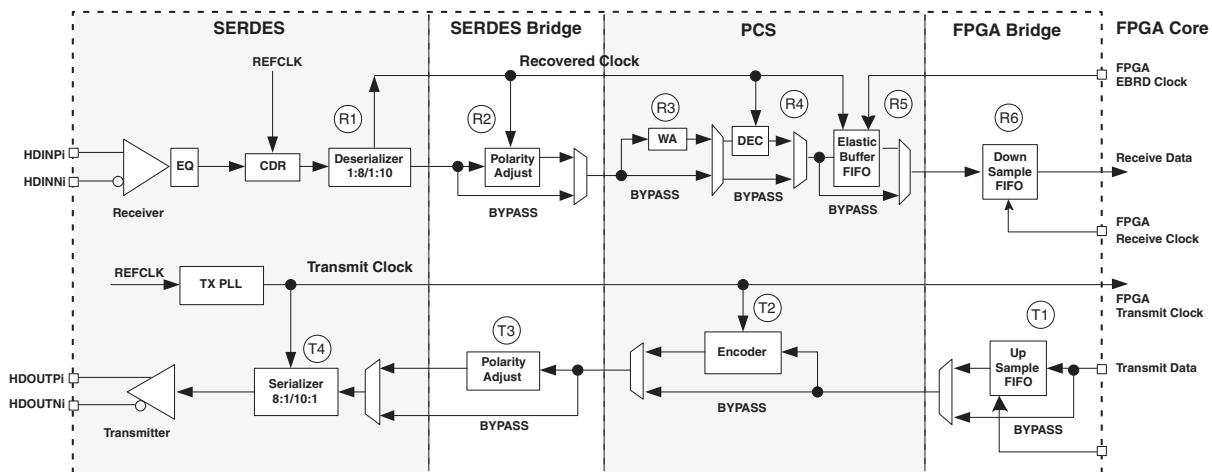 SERDES
SERDES Bridge
PCS
FPGA Bridge
FPGA Core
REFCLK
Recovered Clock
FPGA
EBRD Clock
R1
R2
R3
R4
R5
R6
HDINPi
HDINNi
EQ
CDR
Deserializer
1:8/1:10
Polarity
Adjust
WA
DEC
Elastic
Buffer
FIFO
Down
Sample
FIFO
Receive Data
Receiver
BYPASS
BYPASS
BYPASS
BYPASS
FPGA
Receive Clock
REFCLK
TX PLL
Transmit Clock
FPGA
Transmit Clock
T4
T3
T2
T1
HDOUTPi
HDOUTNi
Transmitter
Serializer
8:1/10:1
Polarity
Adjust
Encoder
Up
Sample
FIFO
Transmit Data
BYPASS
BYPASS
BYPASS